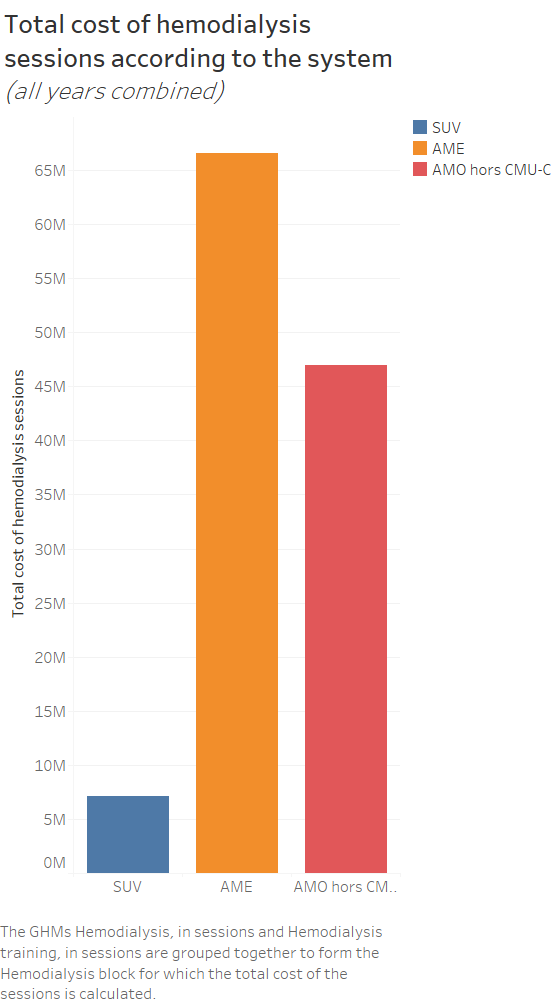 Total cost of hemodialysis
sessions according to the system
(all years combined)
SUV
AME
AMO hors CMU-C
65M
60M
55M
50M
45M
40M
35M
30M
25M
20M
15M
10M
5M
0M
Total cost of hemodialysis sessions
SUV
AME
AMO hors CM..
The GHMs Hemodialysis, in sessions and Hemodialysis
training, in sessions are grouped together to form the
Hemodialysis block for which the total cost of the
sessions is calculated.